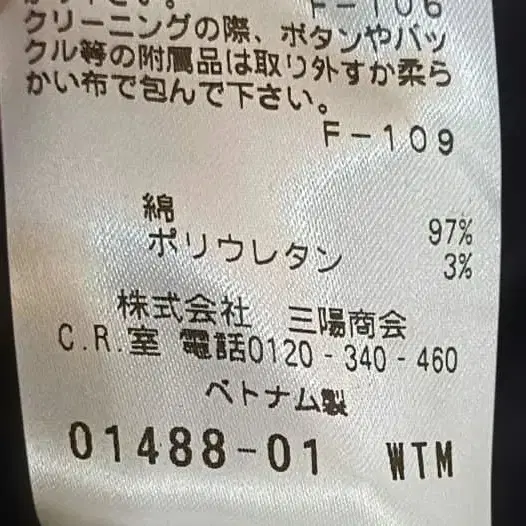 F-106
クリーニングの際、ボタンやバッ
クル等の附属品は取り外すか柔ら
かい布で包んで下さい。
F-109
綿 97%
ポリウレタン 3%
株式会社 三陽商会
C.R.室 電話0120-340-460
ベトナム製
01488-01 WTM